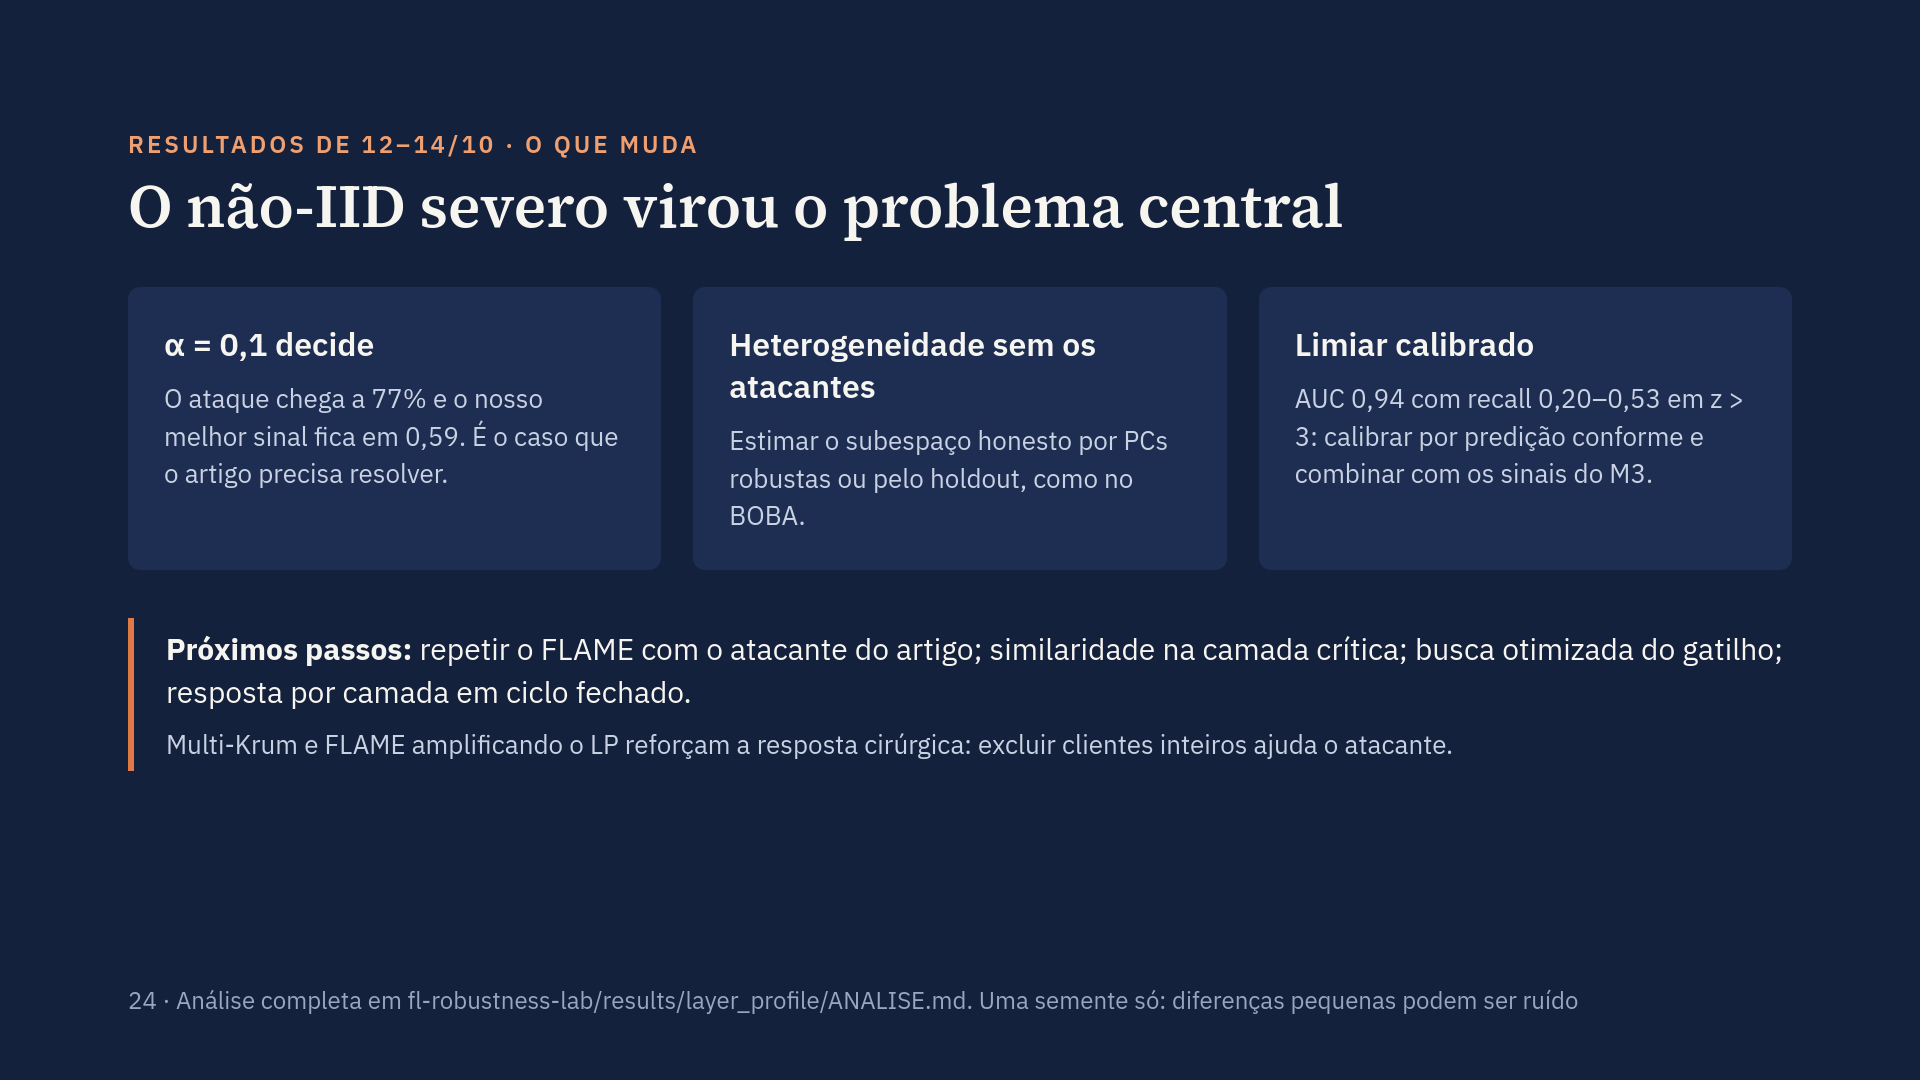 RESULTADOS DE 12–14/10 · O QUE MUDA
O não-IID severo virou o problema central
α = 0,1 decide
O ataque chega a 77% e o nosso
melhor sinal fica em 0,59. É o caso que
o artigo precisa resolver.
Heterogeneidade sem os
atacantes
Estimar o subespaço honesto por PCs
robustas ou pelo holdout, como no
BOBA.
Limiar calibrado
AUC 0,94 com recall 0,20–0,53 em z >
3: calibrar por predição conforme e
combinar com os sinais do M3.
Próximos passos: repetir o FLAME com o atacante do artigo; similaridade na camada crítica; busca otimizada do gatilho;
resposta por camada em ciclo fechado.
Multi-Krum e FLAME amplificando o LP reforçam a resposta cirúrgica: excluir clientes inteiros ajuda o atacante.
24 · Análise completa em fl-robustness-lab/results/layer_profile/ANALISE.md. Uma semente só: diferenças pequenas podem ser ruído